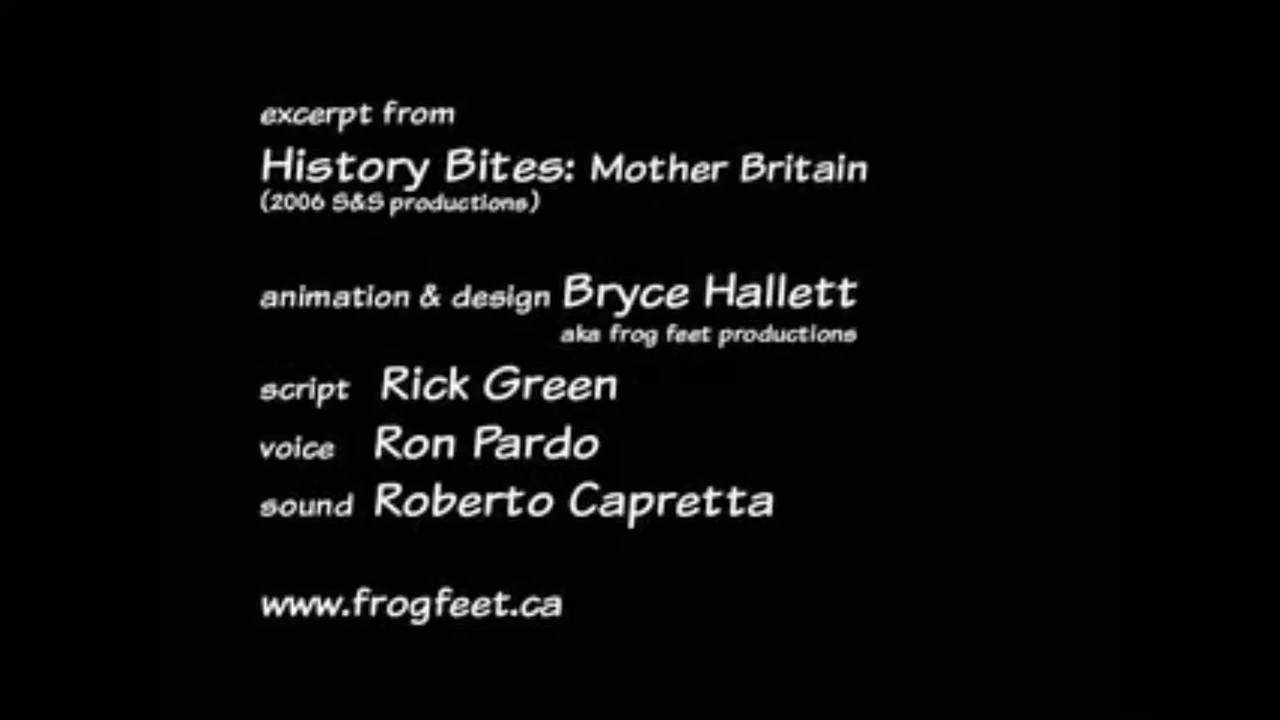 excerpt from
History Bites: Mother Britain
(2006 S&S productions)
animation & design Bryce Hallett
aka frog feet productions
script Rick Green
voice Ron Pardo
sound Roberto Capretta
www.frogfeet.ca